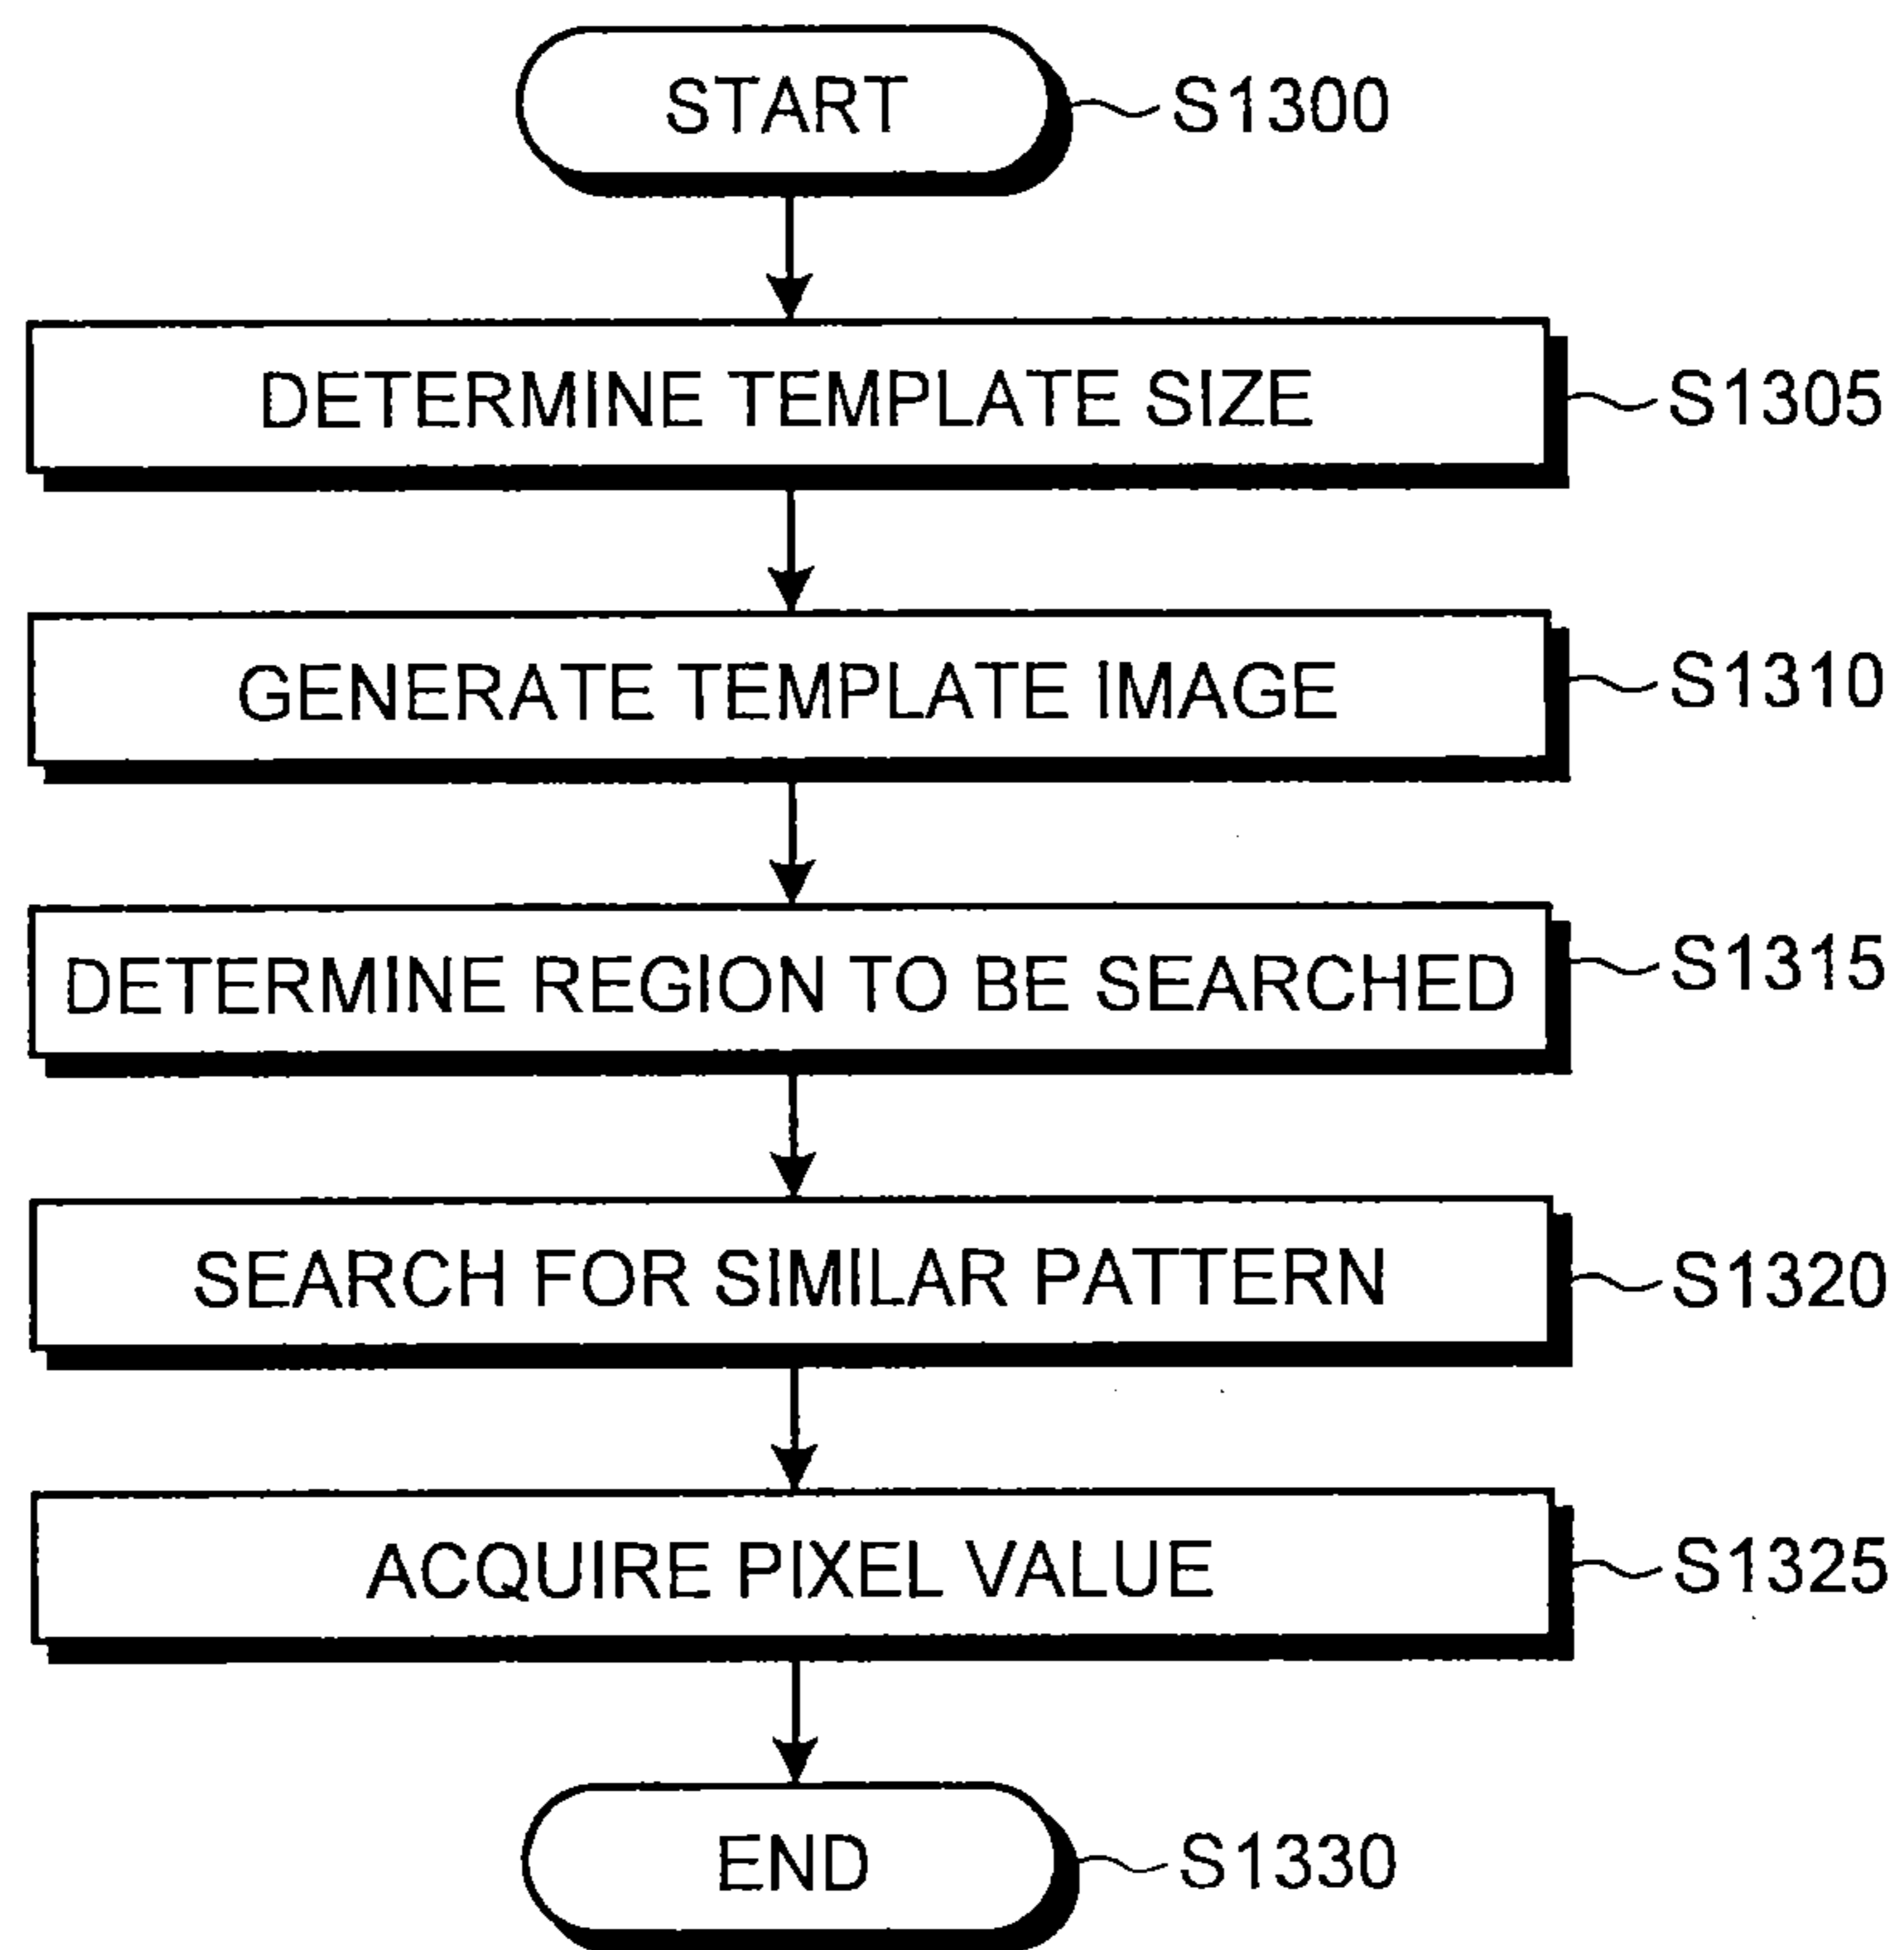 START S1300
DETERMINE TEMPLATE SIZE S1305
GENERATE TEMPLATE IMAGE S1310
DETERMINE REGION TO BE SEARCHED S1315
SEARCH FOR SIMILAR PATTERN S1320
ACQUIRE PIXEL VALUE S1325
END S1330